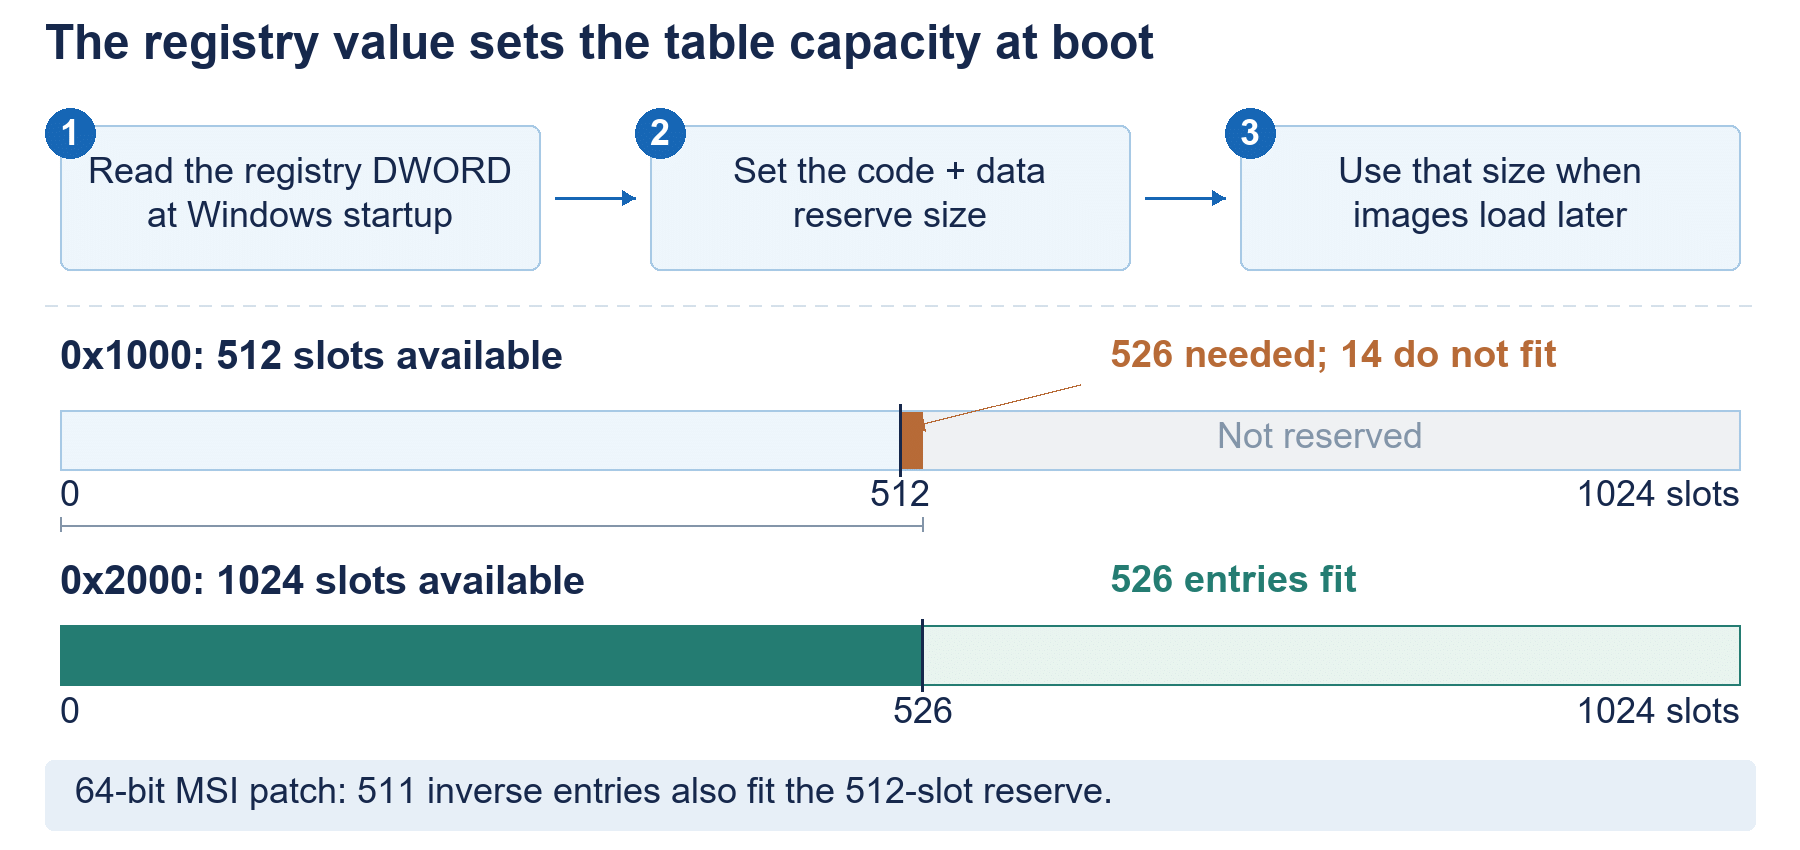 The registry value sets the table capacity at boot
1
Read the registry DWORD
at Windows startup
2
Set the code + data
reserve size
3
Use that size when
images load later
0x1000: 512 slots available
526 needed; 14 do not fit
Not reserved
0
512
1024 slots
0x2000: 1024 slots available
526 entries fit
0
526
1024 slots
64-bit MSI patch: 511 inverse entries also fit the 512-slot reserve.